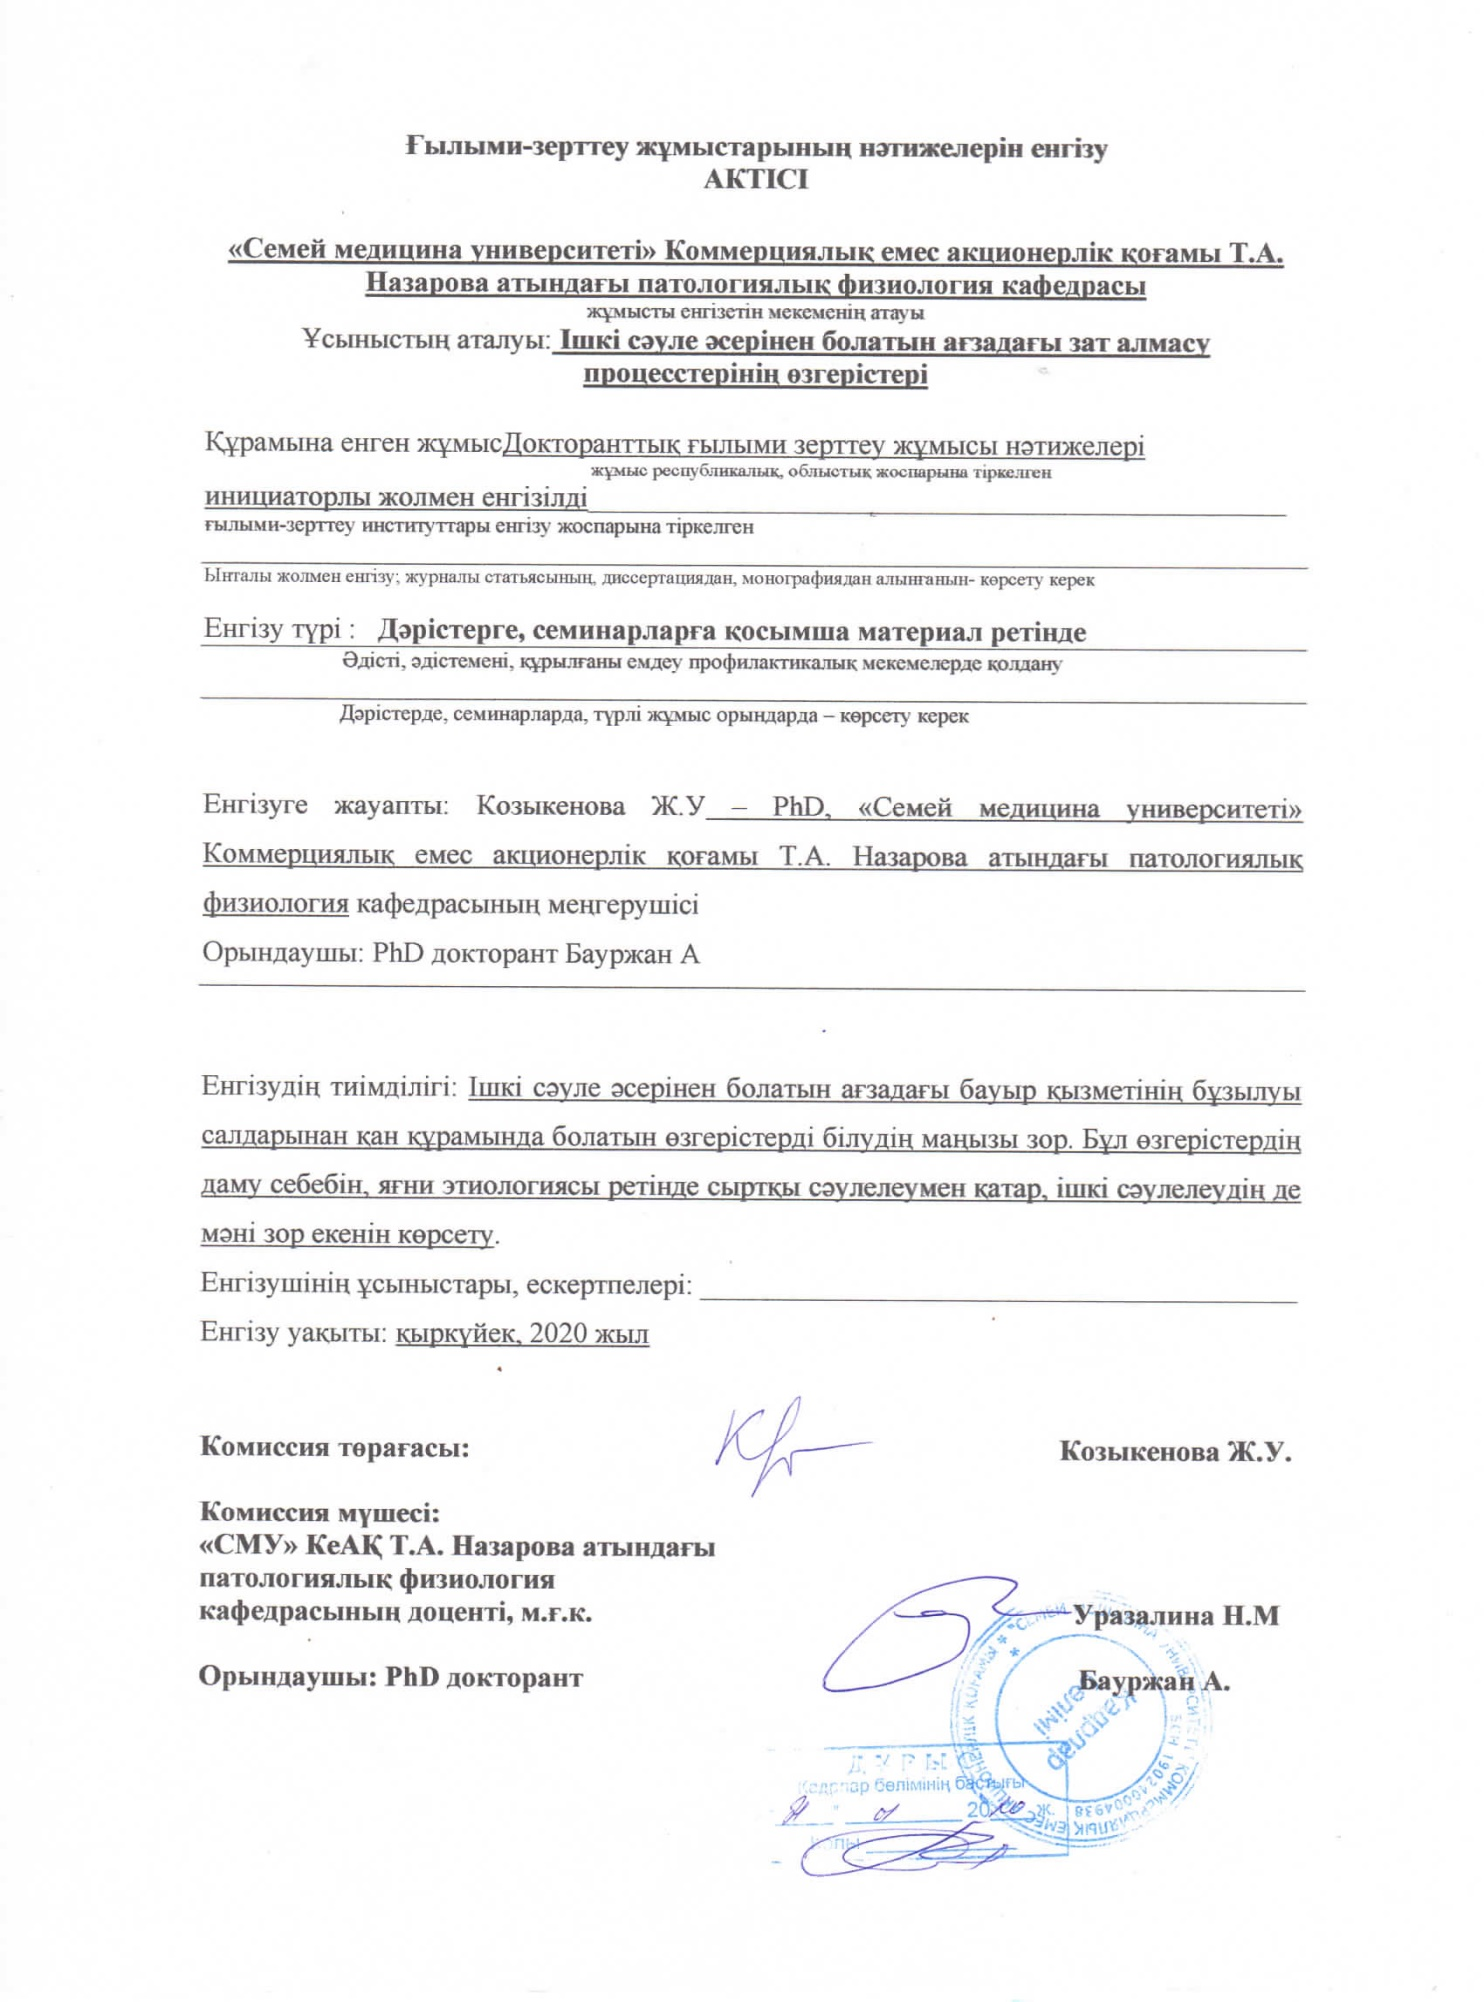 Ғылыми-зерттеу жұмыстарының нәтижелерін енгізу
АКТІСІ
«Семей медицина университеті» Коммерциялық емес акционерлік қоғамы Т.А.
Назарова атындағы патологиялық физиология кафедрасы
жұмысты енгізетін мекеменің атауы
Ұсыныстың аталуы: Ішкі сәуле әсерінен болатын ағзадағы зат алмасу
процесстерінің өзгерістері
Құрамына енген жұмысДокторанттық ғылыми зерттеу жұмысы нәтижелері
жұмыс республикалық, облыстық жоспарына тіркелген
инициаторлы жолмен енгізілді
ғылыми-зерттеу институттары енгізу жоспарына тіркелген
Ынталы жолмен енгізу; журналы статьясының, диссертациядан, монографиядан алынғанын- көрсету керек
Енгізу түрі : Дәрістерге, семинарларға қосымша материал ретінде
Әдісті, әдістемені, құрылғаны емдеу профилактикалық мекемелерде қолдану
Дәрістерде, семинарларда, түрлі жұмыс орындарда – көрсету керек
Енгізуге жауапты: Козыкенова Ж.У – PhD, «Семей медицина университеті»
Коммерциялық емес акционерлік қоғамы Т.А. Назарова атындағы патологиялық
физиология кафедрасының меңгерушісі
Орындаушы: PhD докторант Бауржан А
Енгізудің тиімділігі: Ішкі сәуле әсерінен болатын ағзадағы бауыр қызметінің бұзылуы
салдарынан қан құрамында болатын өзгерістерді білудің маңызы зор. Бұл өзгерістердің
даму себебін, яғни этиологиясы ретінде сыртқы сәулелеумен қатар, ішкі сәулелеудің де
мәні зор екенін көрсету.
Енгізушінің ұсыныстары, ескертпелері:
Енгізу уақыты: қыркүйек, 2020 жыл
Комиссия төрағасы: Козыкенова Ж.У.
Комиссия мүшесі:
«СМУ» КеАҚ Т.А. Назарова атындағы
патологиялық физиология
кафедрасының доценті, м.ғ.к. Уразалина Н.М
Орындаушы: PhD докторант Бауржан А.
Кадрлар бөлімі
ДҰРЫС
Кадрлар бөлімінің бастығы
20 ж.
қолы